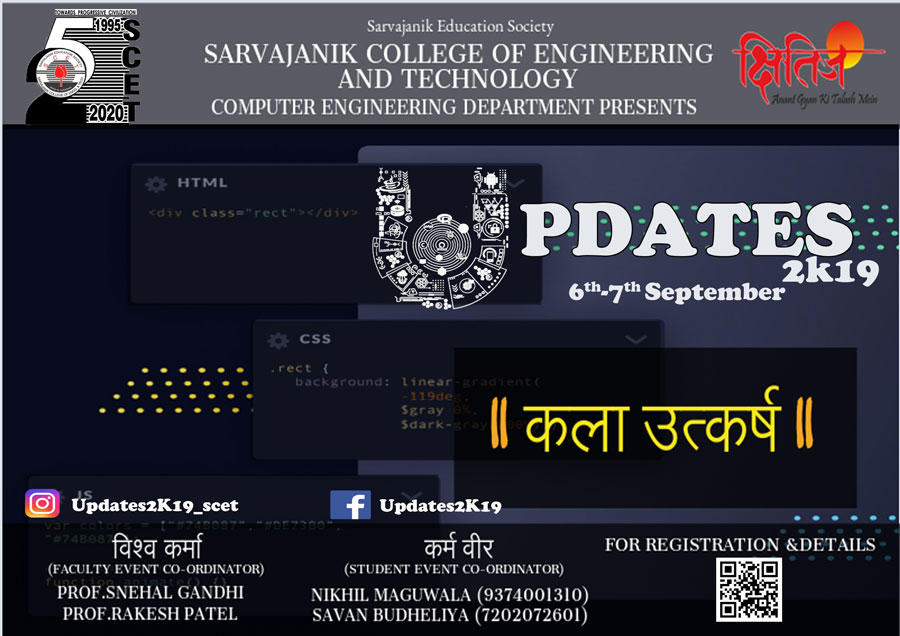 TOWARDS PROGRESSIVE CIVILIZATION
1995-
2020
SCET
Sarvajanik Education Society
SARVAJANIK COLLEGE OF ENGINEERING
AND TECHNOLOGY
COMPUTER ENGINEERING DEPARTMENT PRESENTS
क्षितिज
Anant Gyan Ki Talash Mein
HTML
<div class="rect"></div>
UPDATES
2k19
6th-7th September
CSS
.rect {
background: linear-gradient(
-119deg,
$gray 0%,
$dark-gray
|| कला उत्कर्ष ||
JS
Updates2K19_scet
Updates2K19
var colors = ["#74B087","#DE7300",
"#74B087"
विश्व कर्मा
(FACULTY EVENT CO-ORDINATOR)
PROF.SNEHAL GANDHI
PROF.RAKESH PATEL
function animate() {}
कर्म वीर
(STUDENT EVENT CO-ORDINATOR)
NIKHIL MAGUWALA (9374001310)
SAVAN BUDHELIYA (7202072601)
FOR REGISTRATION &DETAILS